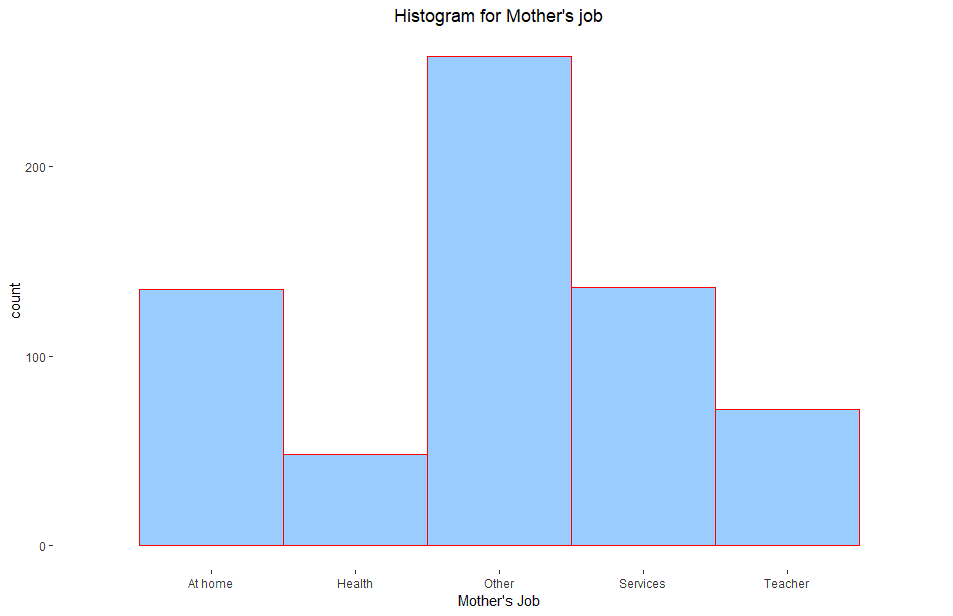 Histogram for Mother's job
count
200
100
0
At home
Health
Other
Services
Teacher
Mother's Job